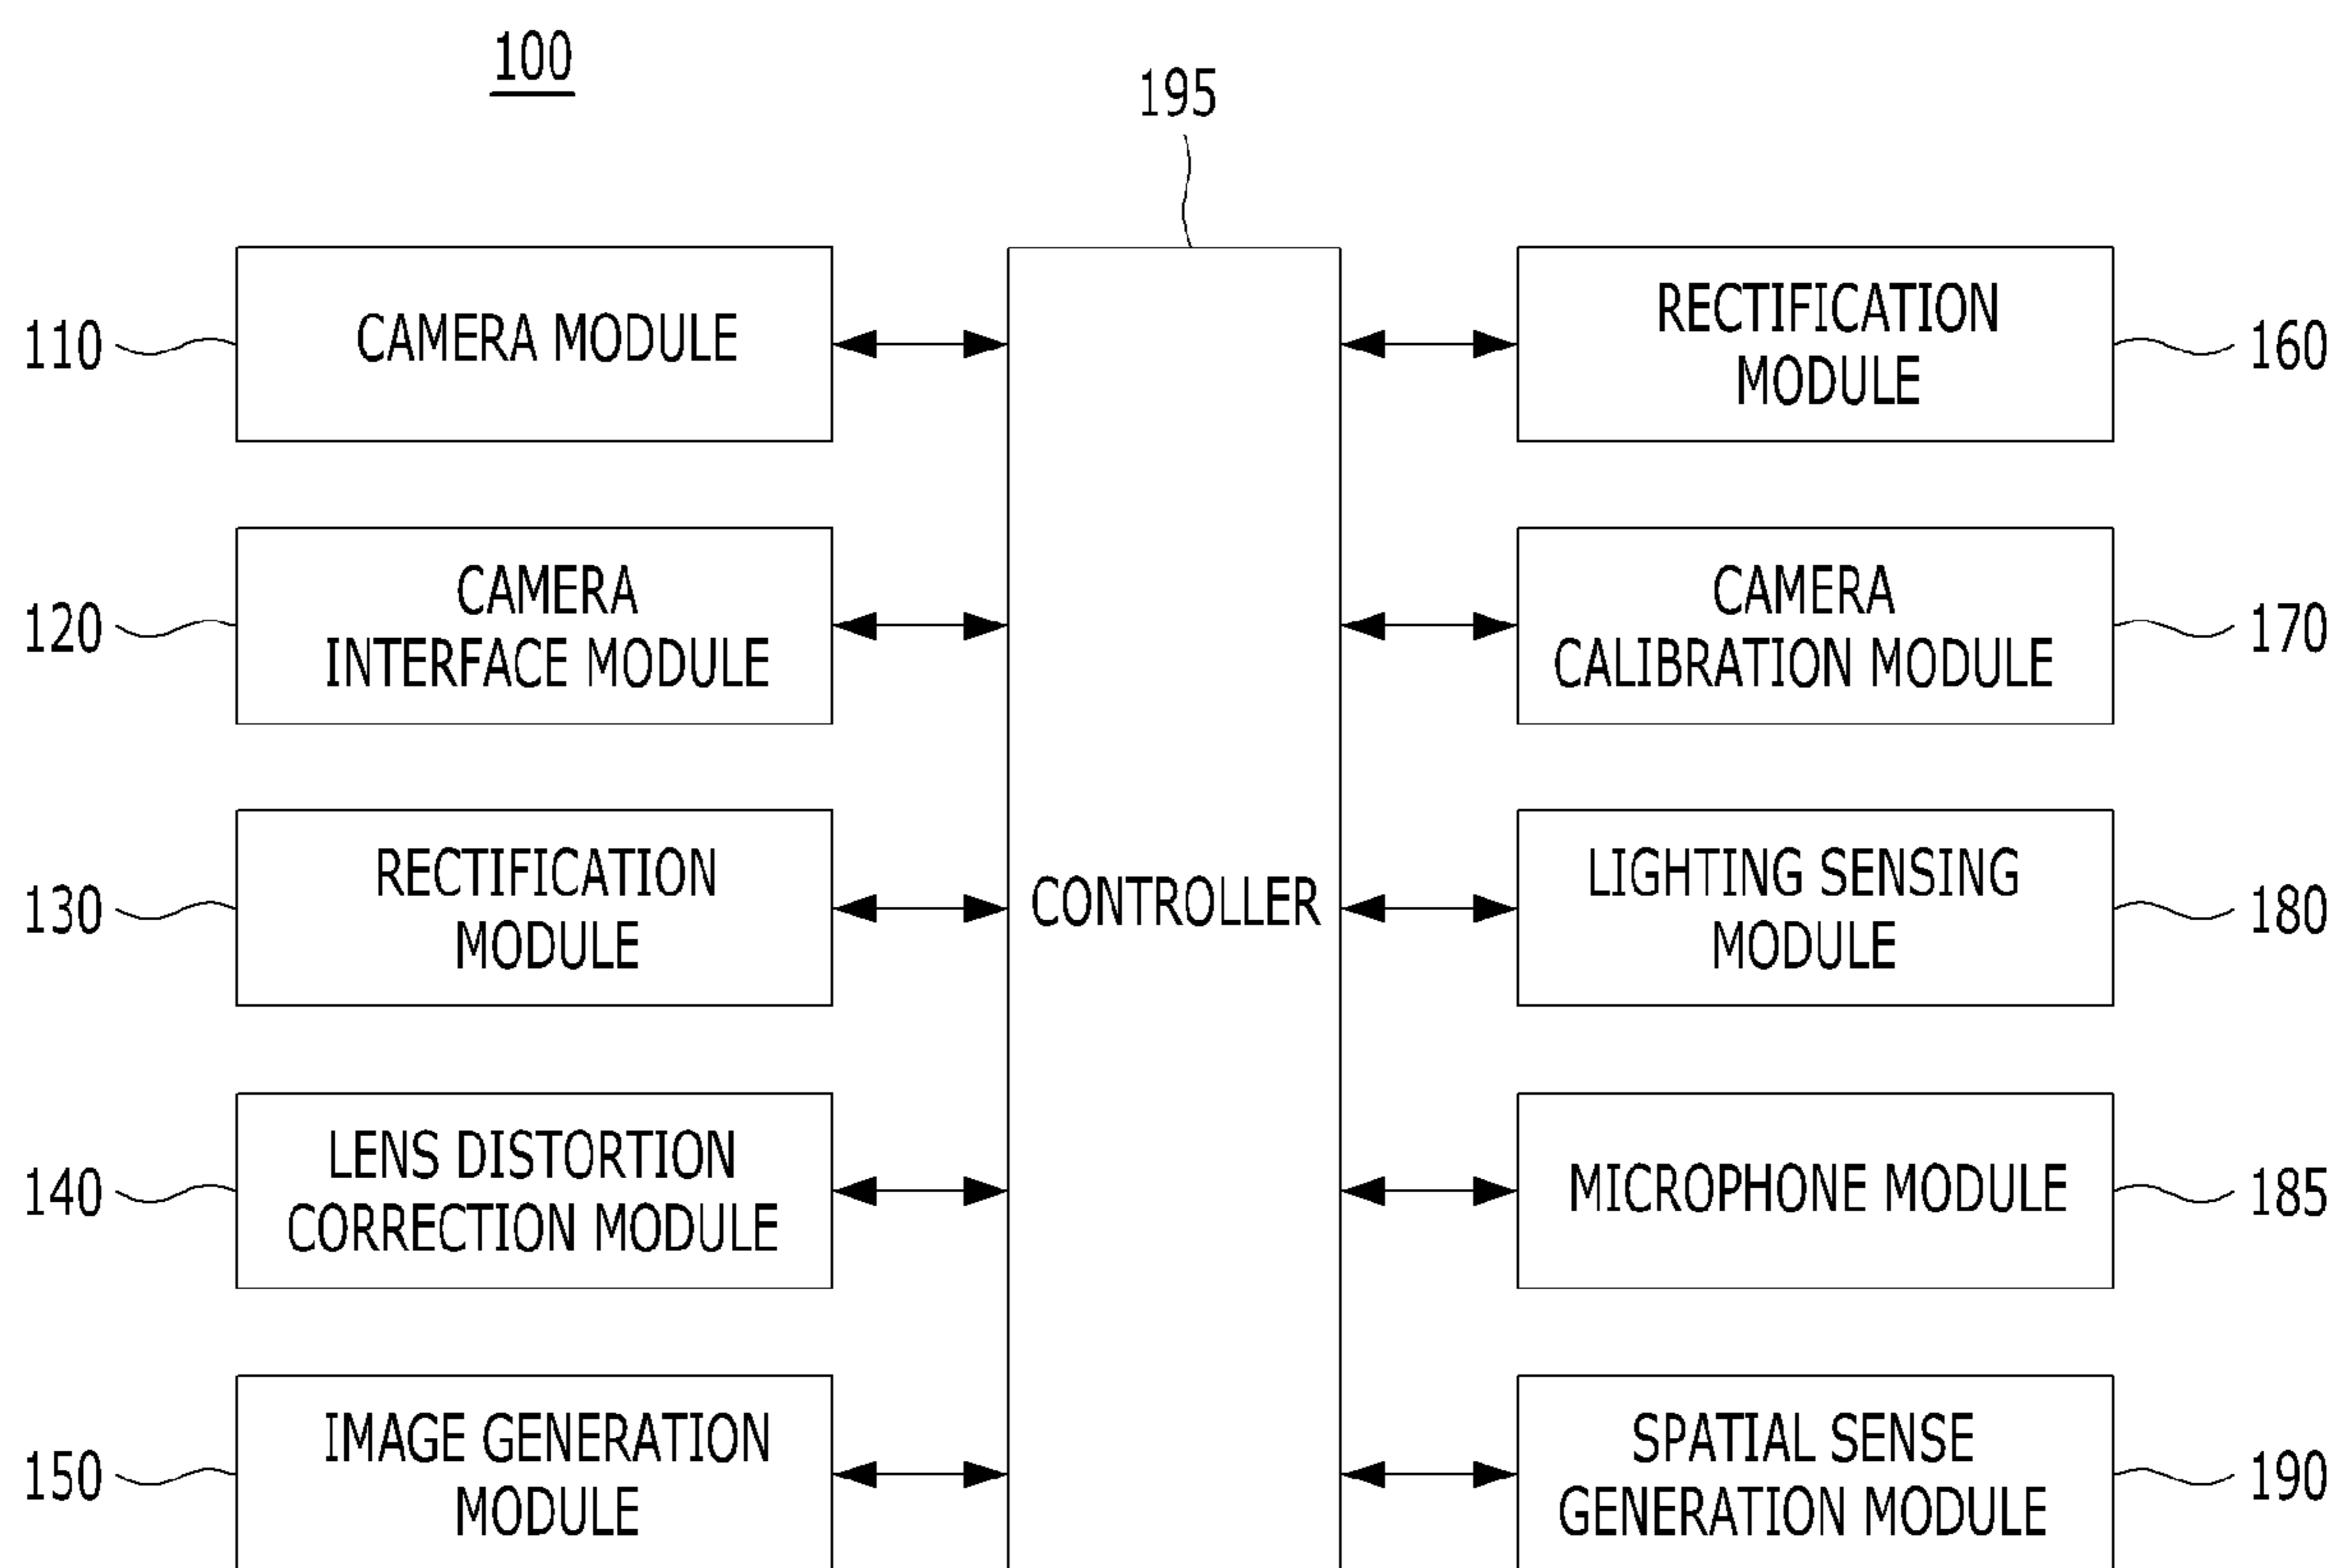 100
195
110
CAMERA MODULE
120
CAMERA
INTERFACE MODULE
130
RECTIFICATION
MODULE
140
LENS DISTORTION
CORRECTION MODULE
150
IMAGE GENERATION
MODULE
CONTROLLER
RECTIFICATION
MODULE
160
CAMERA
CALIBRATION MODULE
170
LIGHTING SENSING
MODULE
180
MICROPHONE MODULE
185
SPATIAL SENSE
GENERATION MODULE
190